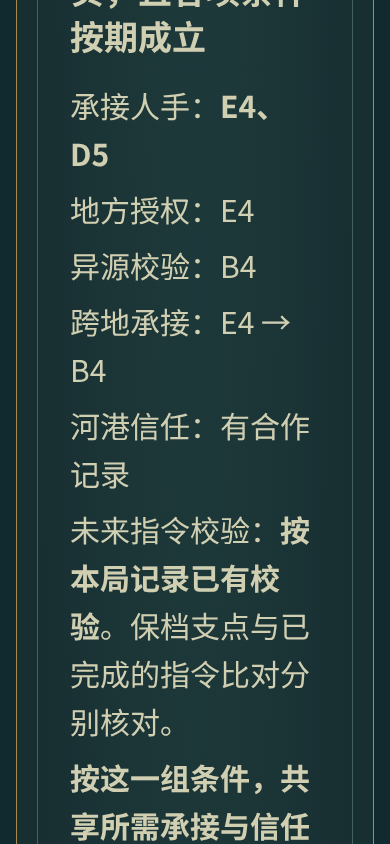 按期成立
承接人手：E4、
D5
地方授权：E4
异源校验：B4
跨地承接：E4 →
B4
河港信任：有合作
记录
未来指令校验：按
本局记录已有校
验。保档支点与已
完成的指令比对分
别核对。
按这一组条件，共
享所需承接与信任